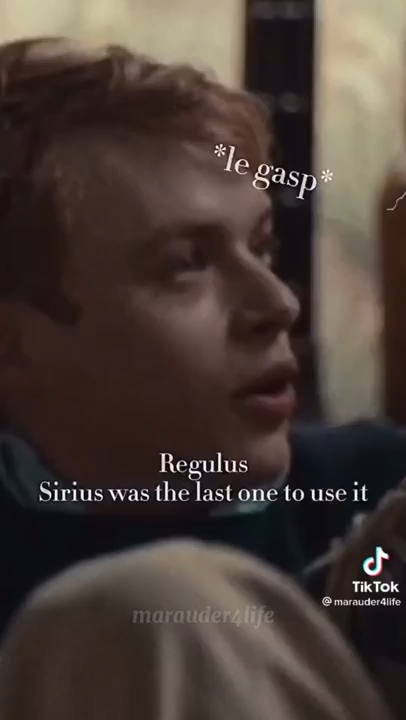 *le gasp*
Regulus
Sirius was the last one to use it
TikTok
@marauder4life
marauder4life